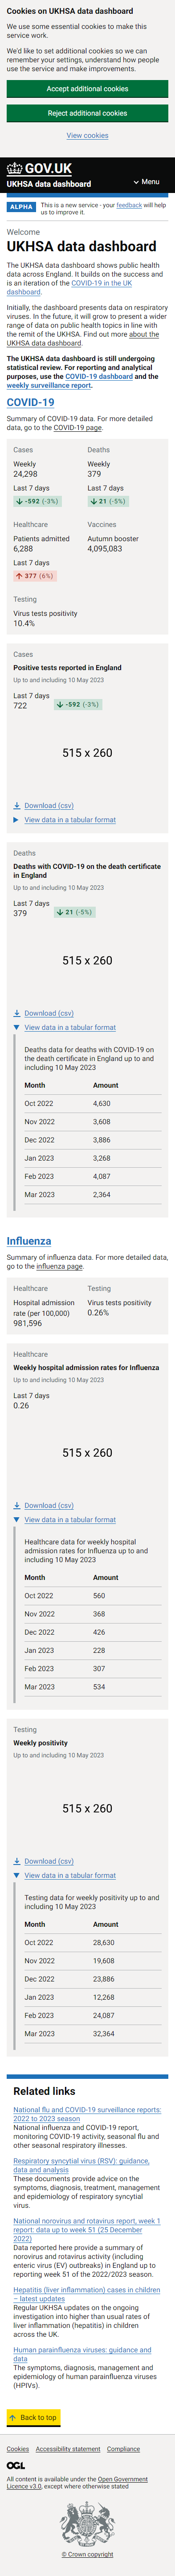 Cookies on UKHSA data dashboard
We use some essential cookies to make this
service work.
We'd like to set additional cookies so we can
remember your settings, understand how people
use the service and make improvements.
Accept additional cookies
Reject additional cookies
View cookies
GOV.UK
UKHSA data dashboard
Menu
ALPHA
This is a new service - your feedback will help
us to improve it.
Welcome
UKHSA data dashboard
The UKHSA data dashboard shows public health
data across England. It builds on the success and
is an iteration of the COVID-19 in the UK
dashboard.
Initially, the dashboard presents data on respiratory
viruses. In the future, it will grow to present a wider
range of data on public health topics in line with
the remit of the UKHSA. Find out more about the
UKHSA data dashboard.
The UKHSA data dashboard is still undergoing
statistical review. For reporting and analytical
purposes, use the COVID-19 dashboard and the
weekly surveillance report.
COVID-19
Summary of COVID-19 data. For more detailed
data, go to the COVID-19 page.
Cases
Deaths
Weekly
24,298
Weekly
379
Last 7 days
Last 7 days
-592 (-3%)
21 (-5%)
Healthcare
Vaccines
Patients admitted
6,288
Autumn booster
4,095,083
Last 7 days
377 (6%)
Testing
Virus tests positivity
10.4%
Cases
Positive tests reported in England
Up to and including 10 May 2023
Last 7 days
722
-592 (-3%)
515 x 260
Download (csv)
View data in a tabular format
Deaths
Deaths with COVID-19 on the death certificate
in England
Up to and including 10 May 2023
Last 7 days
379
21 (-5%)
515 x 260
Download (csv)
View data in a tabular format
Deaths data for deaths with COVID-19 on
the death certificate in England up to and
including 10 May 2023
Month Amount
Oct 2022 4,630
Nov 2022 3,608
Dec 2022 3,886
Jan 2023 3,268
Feb 2023 4,087
Mar 2023 2,364
Influenza
Summary of influenza data. For more detailed data,
go to the influenza page.
Healthcare
Testing
Hospital admission
rate (per 100,000)
981,596
Virus tests positivity
0.26%
Healthcare
Weekly hospital admission rates for Influenza
Up to and including 10 May 2023
Last 7 days
0.26
515 x 260
Download (csv)
View data in a tabular format
Healthcare data for weekly hospital
admission rates for Influenza up to and
including 10 May 2023
Month Amount
Oct 2022 560
Nov 2022 368
Dec 2022 426
Jan 2023 228
Feb 2023 307
Mar 2023 534
Testing
Weekly positivity
Up to and including 10 May 2023
515 x 260
Download (csv)
View data in a tabular format
Testing data for weekly positivity up to and
including 10 May 2023
Month Amount
Oct 2022 28,630
Nov 2022 19,608
Dec 2022 23,886
Jan 2023 12,268
Feb 2023 24,087
Mar 2023 32,364
Related links
National flu and COVID-19 surveillance reports:
2022 to 2023 season
National influenza and COVID-19 report,
monitoring COVID-19 activity, seasonal flu and
other seasonal respiratory illnesses.
Respiratory syncytial virus (RSV): guidance,
data and analysis
These documents provide advice on the
symptoms, diagnosis, treatment, management
and epidemiology of respiratory syncytial
virus.
National norovirus and rotavirus report, week 1
report: data up to week 51 (25 December
2022)
Data reported here provide a summary of
norovirus and rotavirus activity (including
enteric virus (EV) outbreaks) in England up to
reporting week 51 of the 2022/2023 season.
Hepatitis (liver inflammation) cases in children
– latest updates
Regular UKHSA updates on the ongoing
investigation into higher than usual rates of
liver inflammation (hepatitis) in children
across the UK.
Human parainfluenza viruses: guidance and
data
The symptoms, diagnosis, management and
epidemiology of human parainfluenza viruses
(HPIVs).
Back to top
Cookies Accessibility statement Compliance
OGL
All content is available under the Open Government
Licence v3.0, except where otherwise stated
© Crown copyright